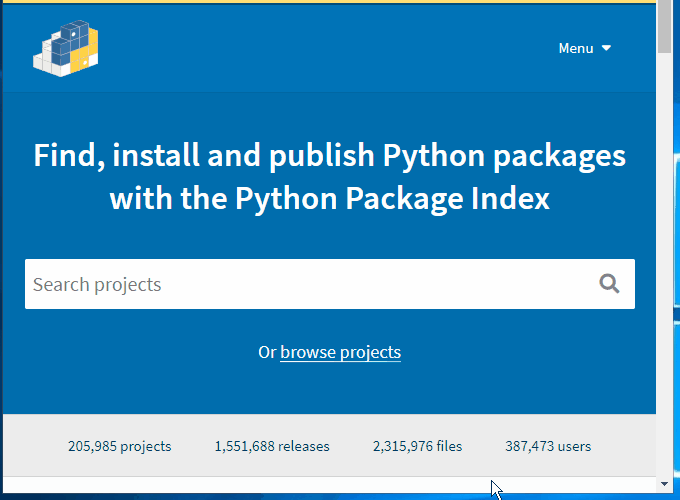 Menu
Find, install and publish Python packages
with the Python Package Index
Search projects
Or browse projects
205,985 projects 1,551,688 releases 2,315,976 files 387,473 users